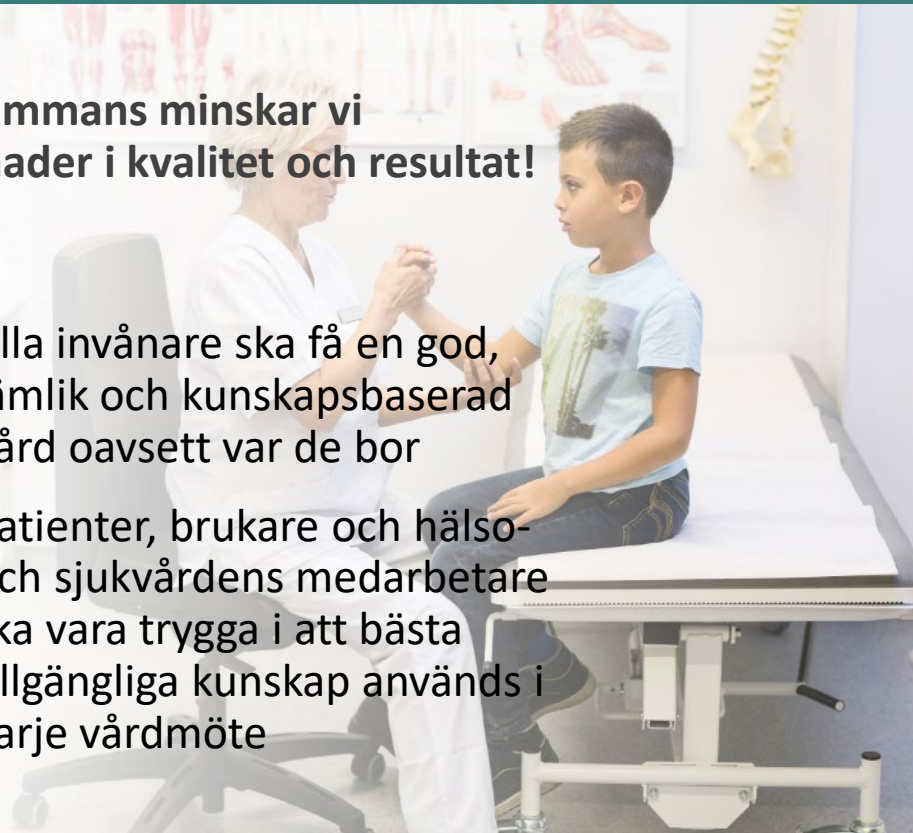 mmans minskar vi
nader i kvalitet och resultat!
lla invånare ska få en god,
ämlik och kunskapsbaserad
ård oavsett var de bor
atienter, brukare och hälso-
ch sjukvårdens medarbetare
ka vara trygga i att bästa
llgängliga kunskap används i
arje vårdmöte